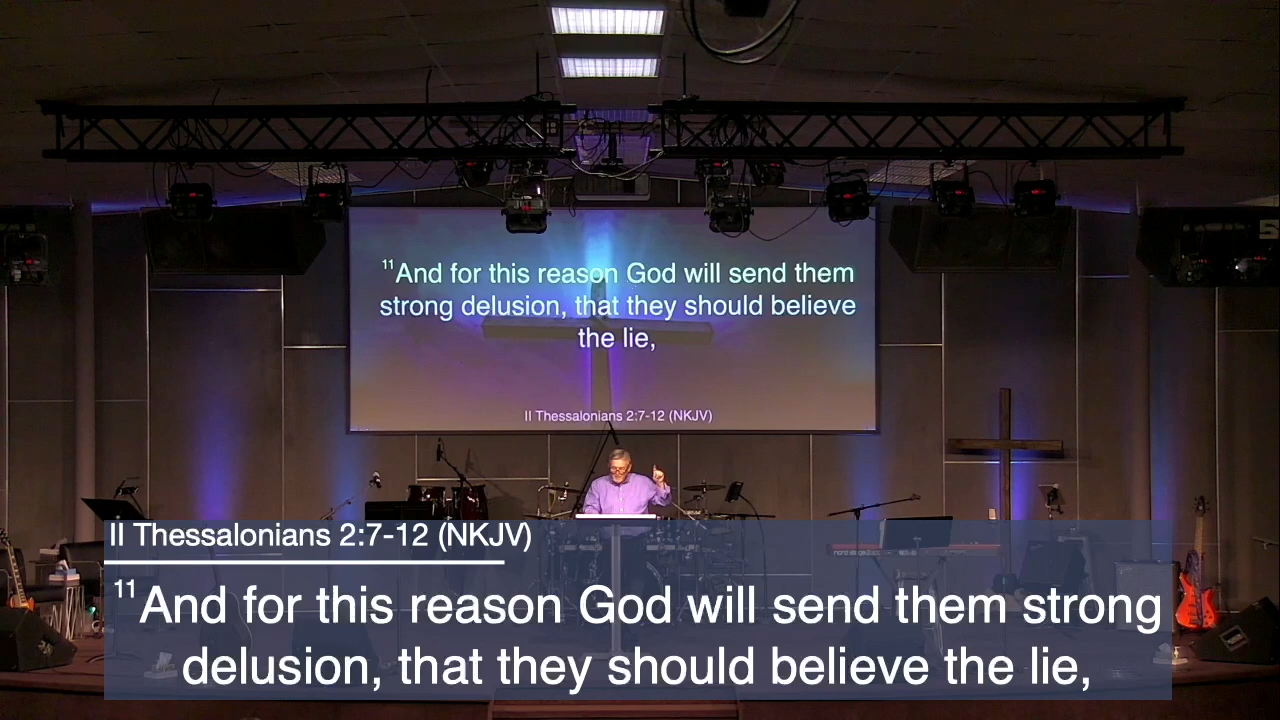 ¹¹And for this reason God will send them
strong delusion, that they should believe
the lie,
II Thessalonians 2:7-12 (NKJV)
II Thessalonians 2:7-12 (NKJV)
¹¹And for this reason God will send them strong
delusion, that they should believe the lie,